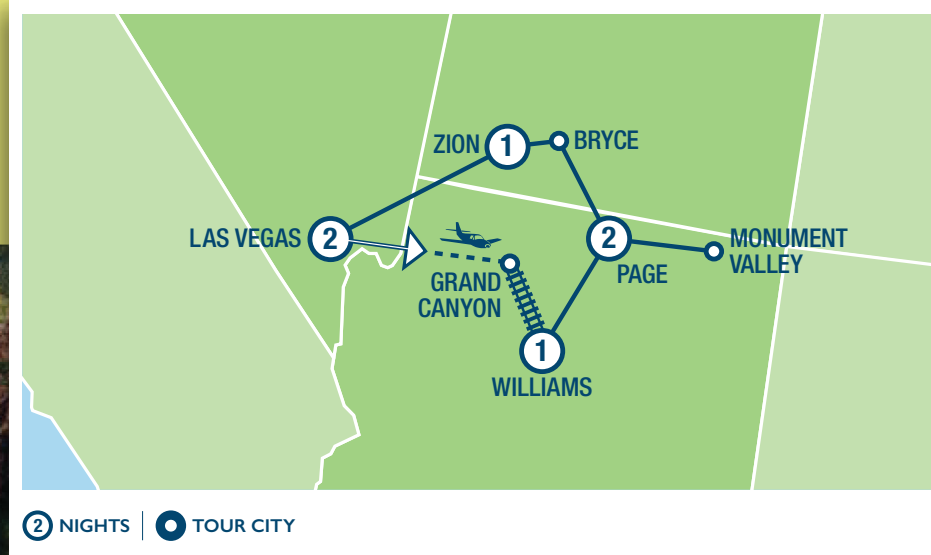 ZION
1
BRYCE
LAS VEGAS
2
2
MONUMENT
VALLEY
PAGE
GRAND
CANYON
1
WILLIAMS
2 NIGHTS
TOUR CITY